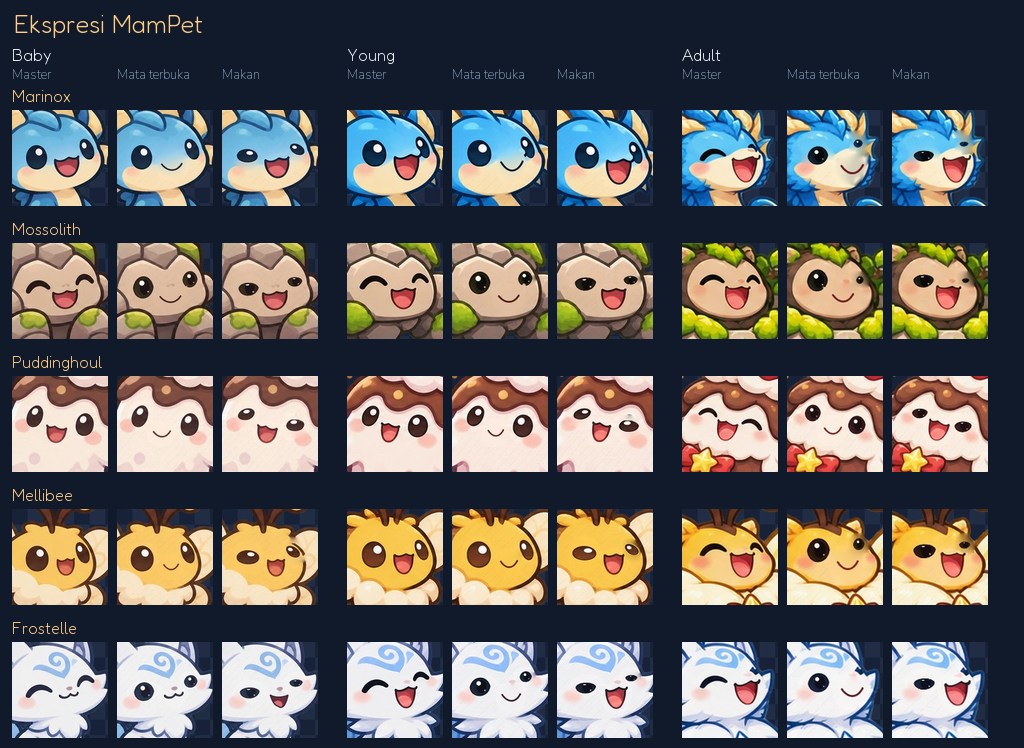 Ekspresi MamPet
Baby Young Adult
Master Mata terbuka Makan Master Mata terbuka Makan Master Mata terbuka Makan
Marinox
Mossolith
Puddinghoul
Mellibee
Frostelle